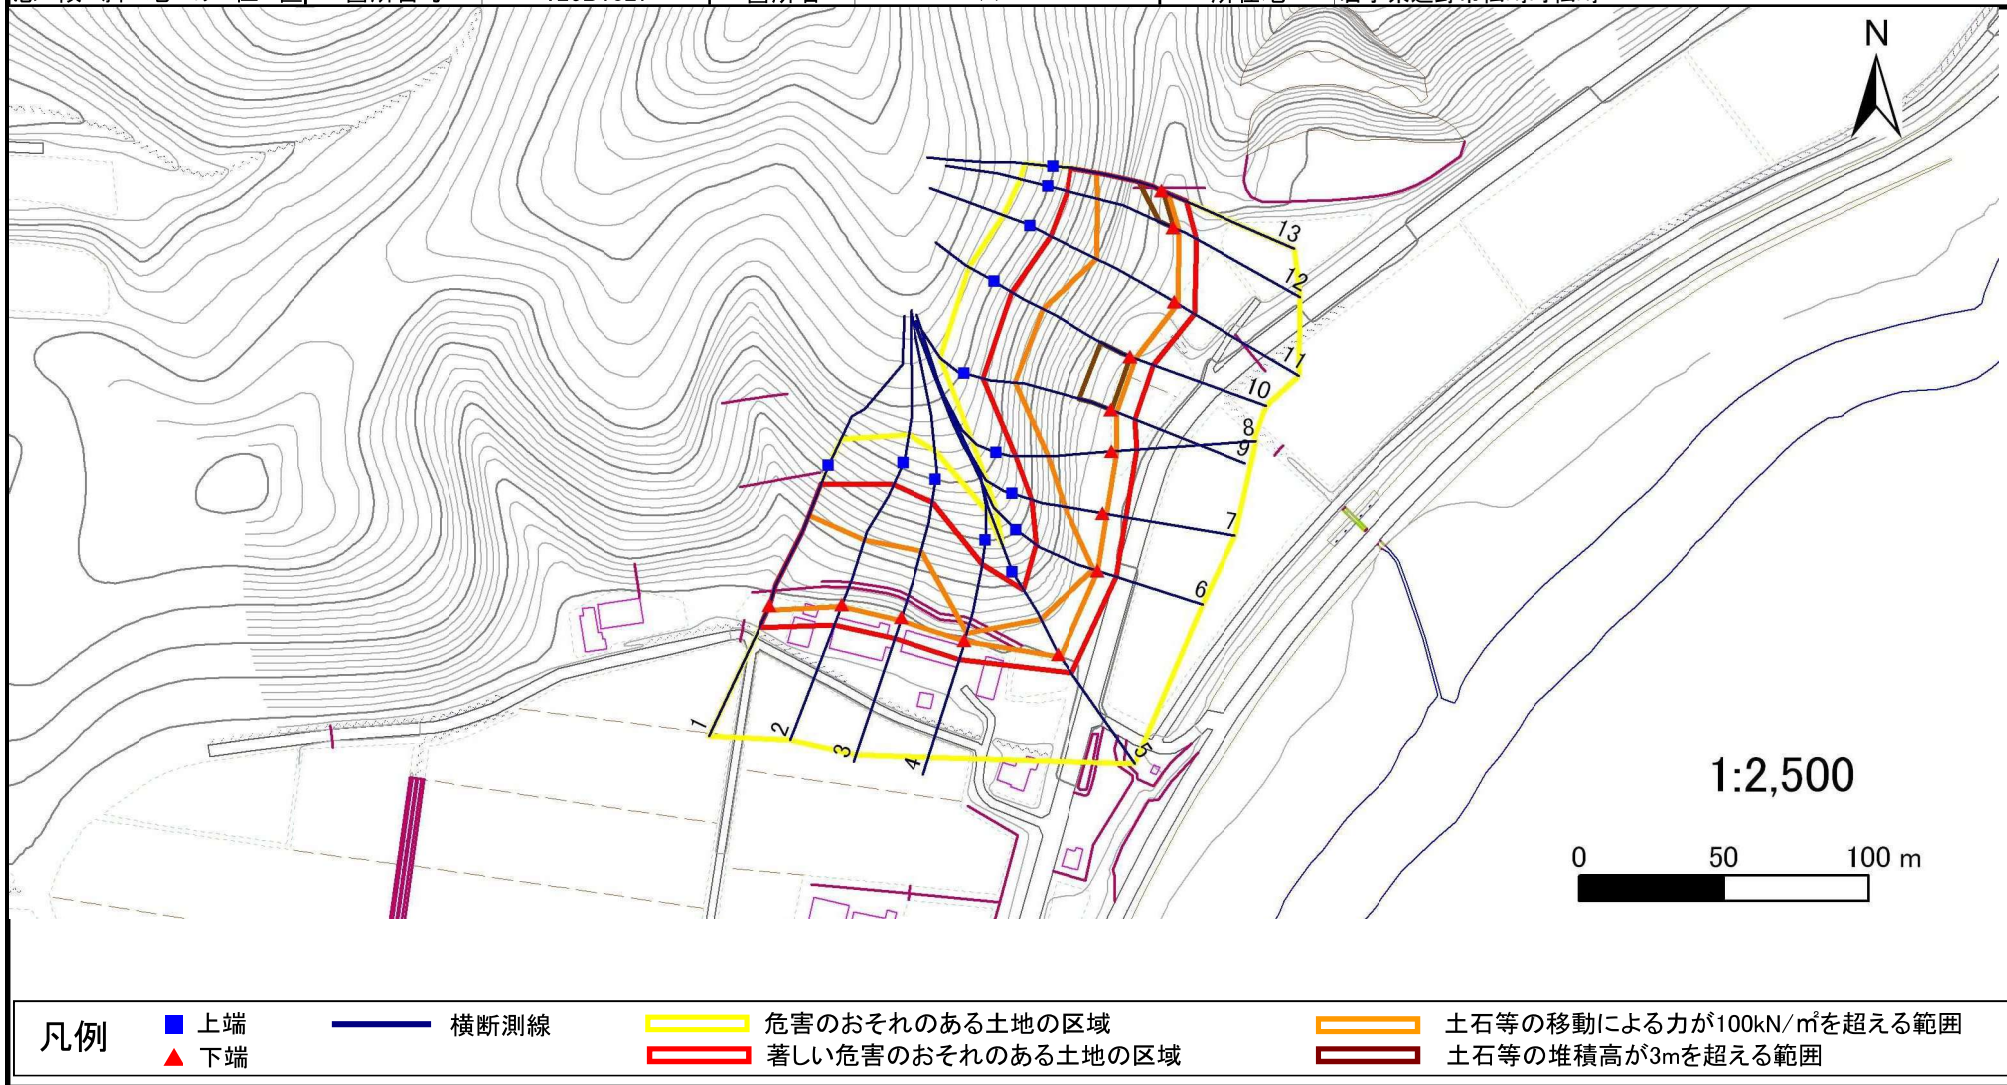 N
13
12
11
10
8
9
7
6
1
2
3
4
5
1:2,500
0 50 100 m
凡例
上端
下端
横断測線
危害のおそれのある土地の区域
著しい危害のおそれのある土地の区域
土石等の移動による力が100kN/㎡を超える範囲
土石等の堆積高が3mを超える範囲